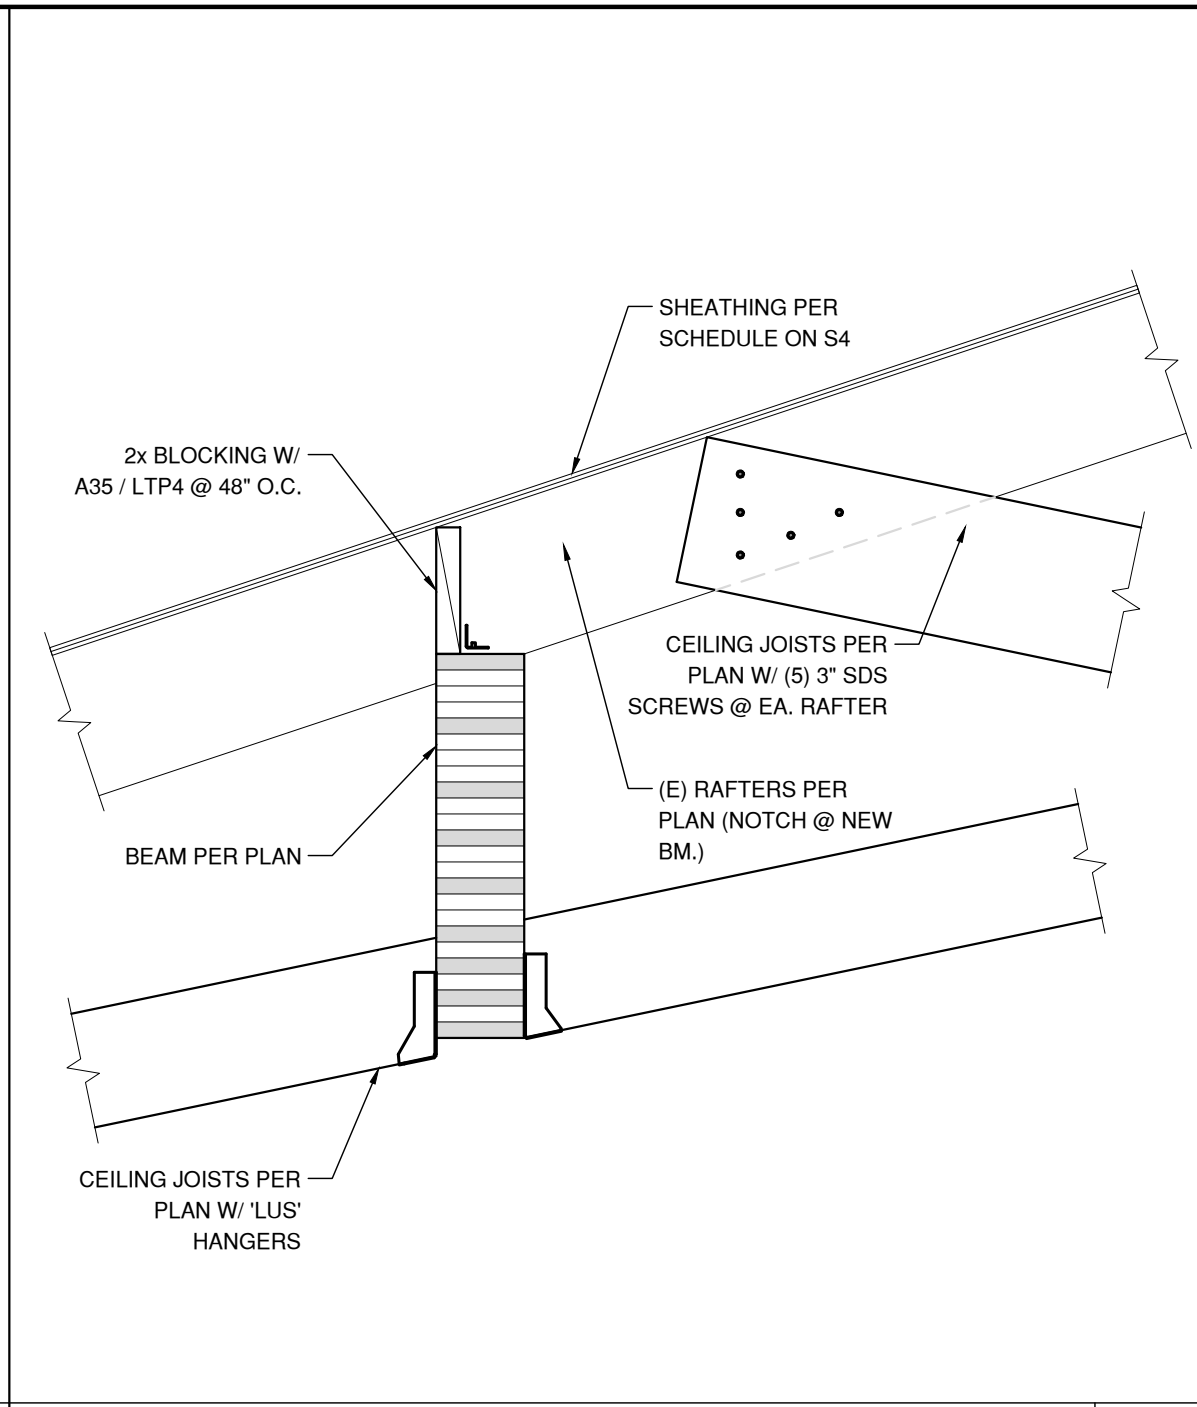 SHEATHING PER
SCHEDULE ON S4
2x BLOCKING W/
A35 / LTP4 @ 48" O.C.
CEILING JOISTS PER
PLAN W/ (5) 3" SDS
SCREWS @ EA. RAFTER
(E) RAFTERS PER
PLAN (NOTCH @ NEW
BM.)
BEAM PER PLAN
CEILING JOISTS PER
PLAN W/ 'LUS'
HANGERS